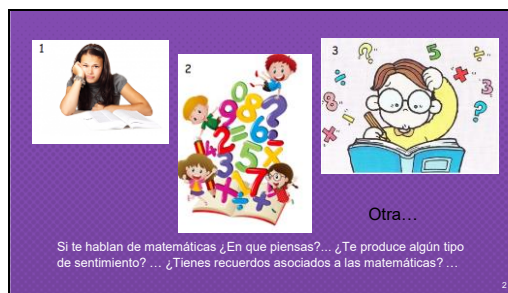 1
2
3
Otra…
Si te hablan de matemáticas ¿En que piensas?... ¿Te produce algún tipo
de sentimiento? … ¿Tienes recuerdos asociados a las matemáticas? …
2